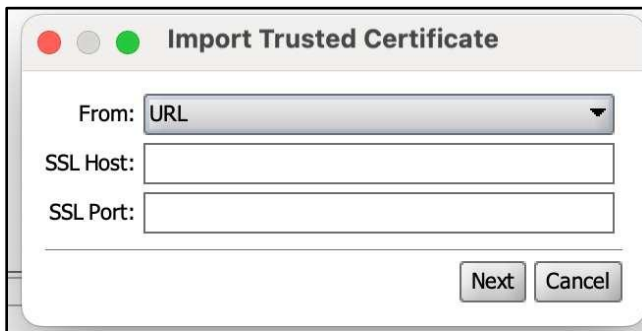 Import Trusted Certificate
From: URL
SSL Host:
SSL Port:
Next Cancel